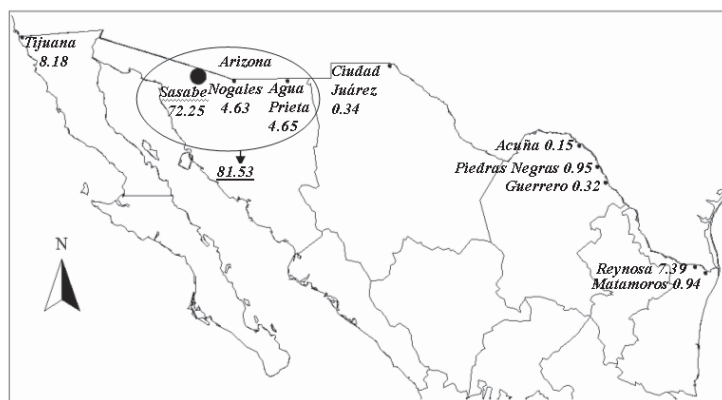 Tijuana
8.18
Arizona
Sasabe
72.25
Nogales
4.63
Agua
Prieta
4.65
81.53
Ciudad
Juárez
0.34
Acuña 0.15
Piedras Negras 0.95
Guerrero 0.32
Reynosa 7.39
Matamoros 0.94
N